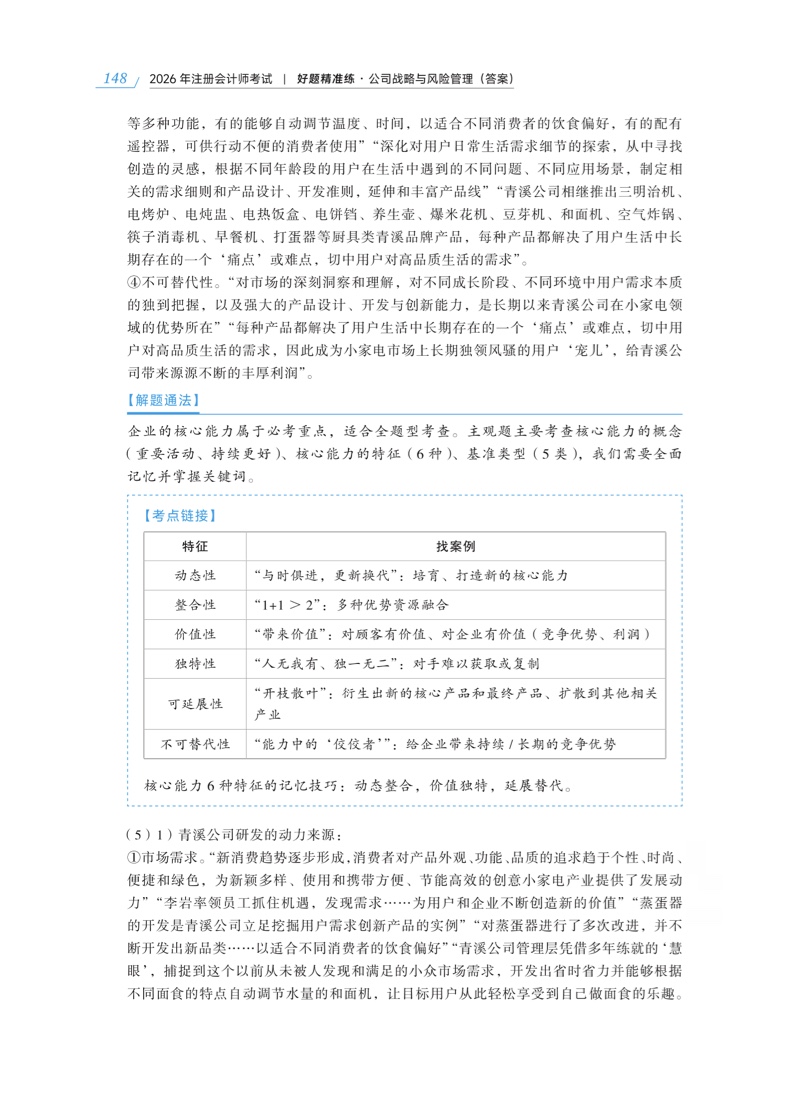 148 2026 年注册会计师考试 | 好题精准练·公司战略与风险管理（答案）
等多种功能，有的能够自动调节温度、时间，以适合不同消费者的饮食偏好，有的配有
遥控器，可供行动不便的消费者使用”“深化对用户日常生活需求细节的探索，从中寻找
创造的灵感，根据不同年龄段的用户在生活中遇到的不同问题、不同应用场景，制定相
关的需求细则和产品设计、开发准则，延伸和丰富产品线”“青溪公司相继推出三明治机、
电烤炉、电炖盅、电热饭盒、电饼铛、养生壶、爆米花机、豆芽机、和面机、空气炸锅、
筷子消毒机、早餐机、打蛋器等厨具类青溪品牌产品，每种产品都解决了用户生活中长
期存在的一个‘痛点’或难点，切中用户对高品质生活的需求”。
④不可替代性。“对市场的深刻洞察和理解，对不同成长阶段、不同环境中用户需求本质
的独到把握，以及强大的产品设计、开发与创新能力，是长期以来青溪公司在小家电领
域的优势所在”“每种产品都解决了用户生活中长期存在的一个‘痛点’或难点，切中用
户对高品质生活的需求，因此成为小家电市场上长期独领风骚的用户‘宠儿’，给青溪公
司带来源源不断的丰厚利润”。
【解题通法】
企业的核心能力属于必考重点，适合全题型考查。主观题主要考查核心能力的概念
（重要活动、持续更好）、核心能力的特征（6 种）、基准类型（5 类），我们需要全面
记忆并掌握关键词。
【考点链接】
特征 找案例
动态性 “与时俱进，更新换代”：培育、打造新的核心能力
整合性 “1+1 > 2”：多种优势资源融合
价值性 “带来价值”：对顾客有价值、对企业有价值（竞争优势、利润）
独特性 “人无我有、独一无二”：对手难以获取或复制
可延展性 “开枝散叶”：衍生出新的核心产品和最终产品、扩散到其他相关
产业
不可替代性 “能力中的‘佼佼者’”：给企业带来持续 / 长期的竞争优势
核心能力 6 种特征的记忆技巧：动态整合，价值独特，延展替代。
（5）1）青溪公司研发的动力来源：
①市场需求。“新消费趋势逐步形成，消费者对产品外观、功能、品质的追求趋于个性、时尚、
便捷和绿色，为新颖多样、使用和携带方便、节能高效的创意小家电产业提供了发展动
力”“李岩率领员工抓住机遇，发现需求……为用户和企业不断创造新的价值”“蒸蛋器
的开发是青溪公司立足挖掘用户需求创新产品的实例”“对蒸蛋器进行了多次改进，并不
断开发出新品类……以适合不同消费者的饮食偏好”“青溪公司管理层凭借多年练就的‘慧
眼’，捕捉到这个以前从未被人发现和满足的小众市场需求，开发出省时省力并能够根据
不同面食的特点自动调节水量的和面机，让目标用户从此轻松享受到自己做面食的乐趣。